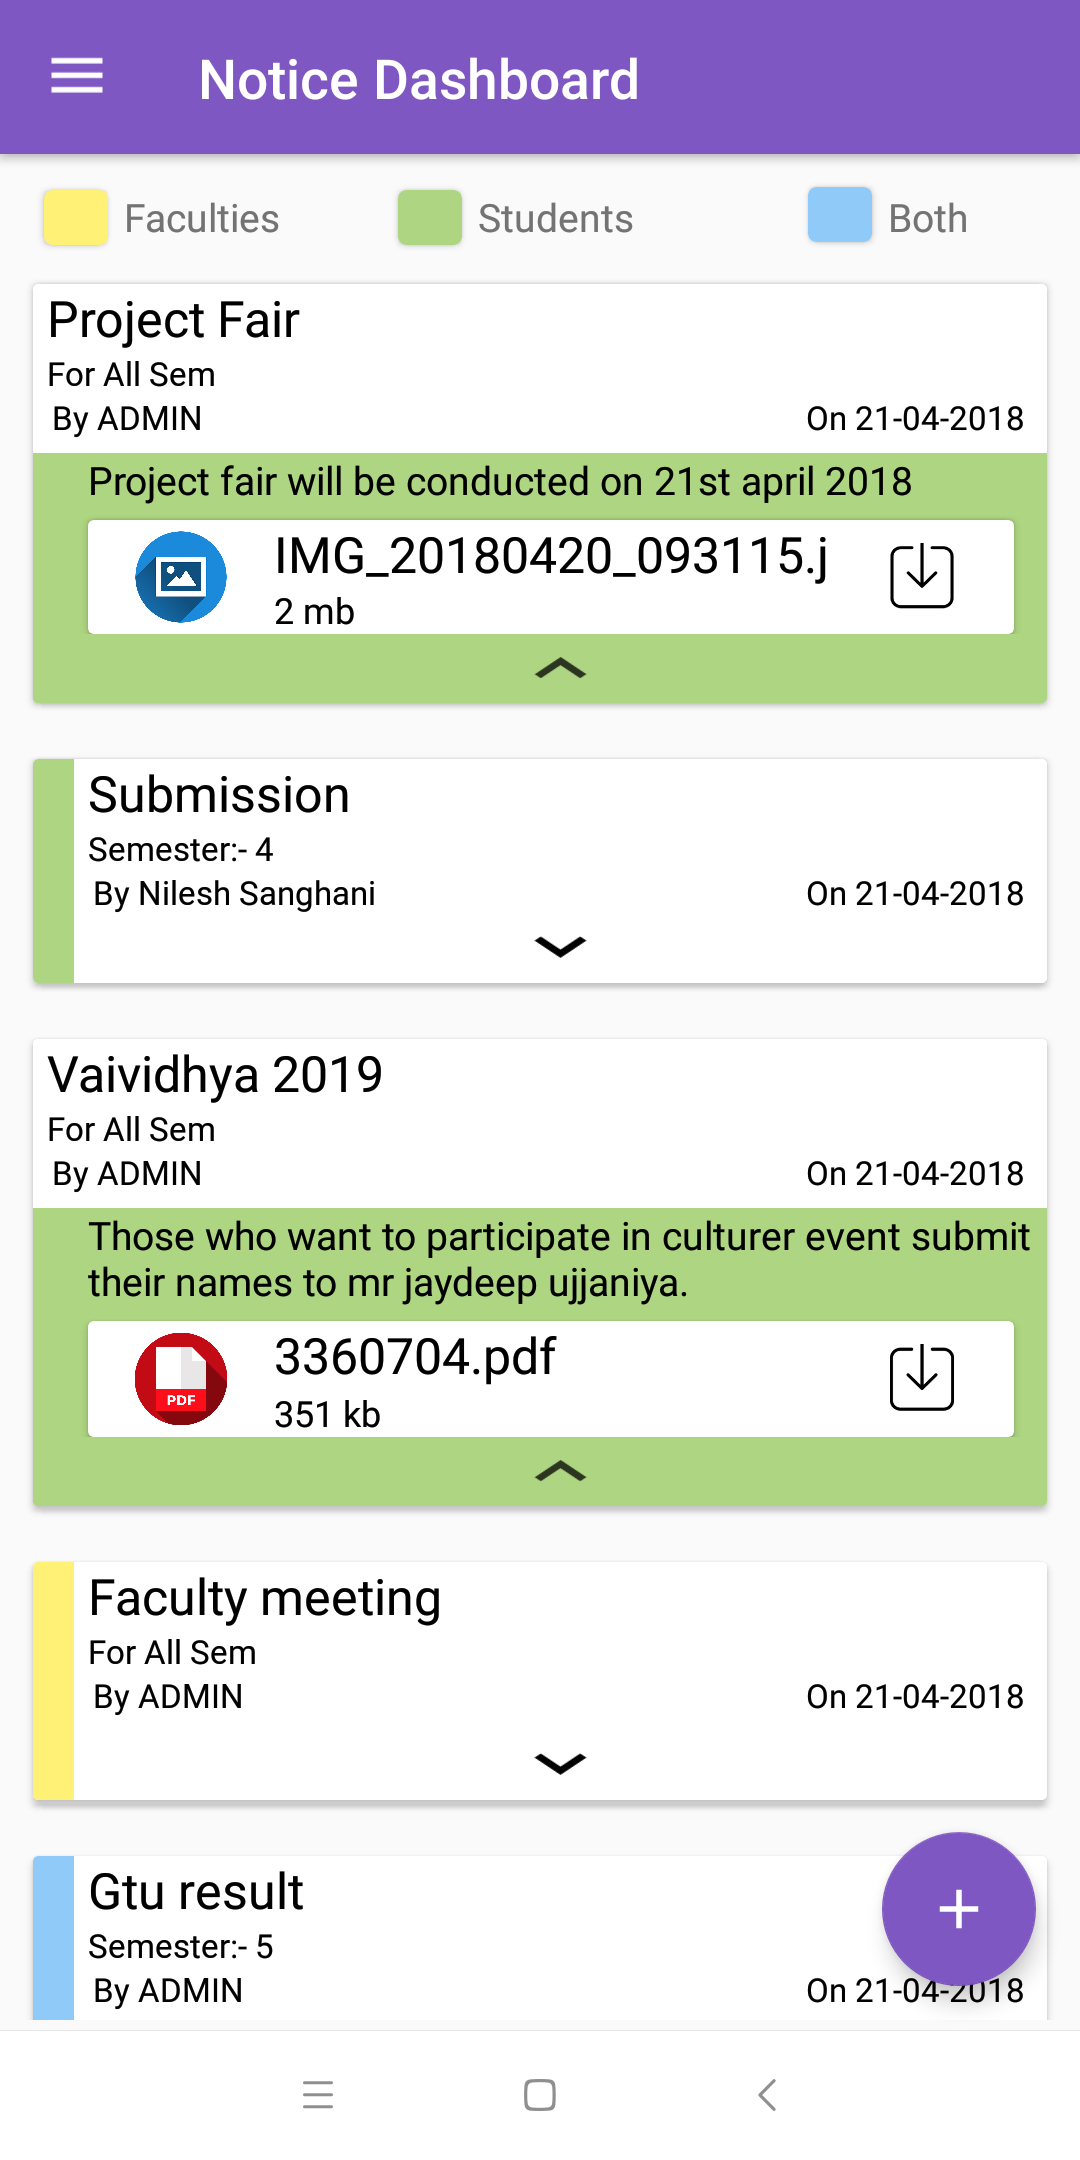 Notice Dashboard
Faculties Students Both
Project Fair
For All Sem
By ADMIN On 21-04-2018
Project fair will be conducted on 21st april 2018
IMG_20180420_093115.j
2 mb
Submission
Semester:- 4
By Nilesh Sanghani On 21-04-2018
Vaividhya 2019
For All Sem
By ADMIN On 21-04-2018
Those who want to participate in culturer event submit
their names to mr jaydeep ujjaniya.
PDF
3360704.pdf
351 kb
Faculty meeting
For All Sem
By ADMIN On 21-04-2018
Gtu result
Semester:- 5
By ADMIN On 21-04-2018